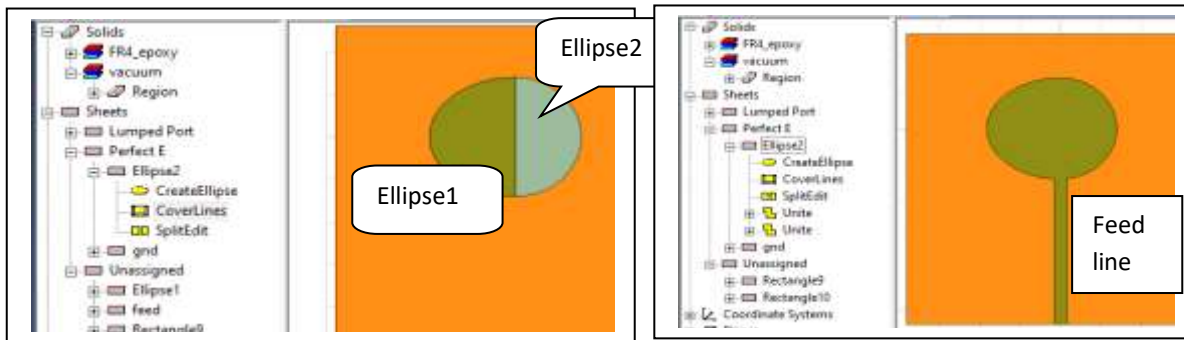 Solids
FR4_epoxy
vacuum
Region
Sheets
Lumped Port
Perfect E
Ellipse2
CreateEllipse
CoverLines
SplitEdit
gnd
Unassigned
Ellipse1
feed
Rectangle9
Ellipse1
Ellipse2
Solids
FR4_epoxy
vacuum
Region
Sheets
Lumped Port
Perfect E
Ellipse2
CreateEllipse
CoverLines
SplitEdit
Unite
Unite
gnd
Unassigned
Rectangle9
Rectangle10
Coordinate Systems
Feed
line